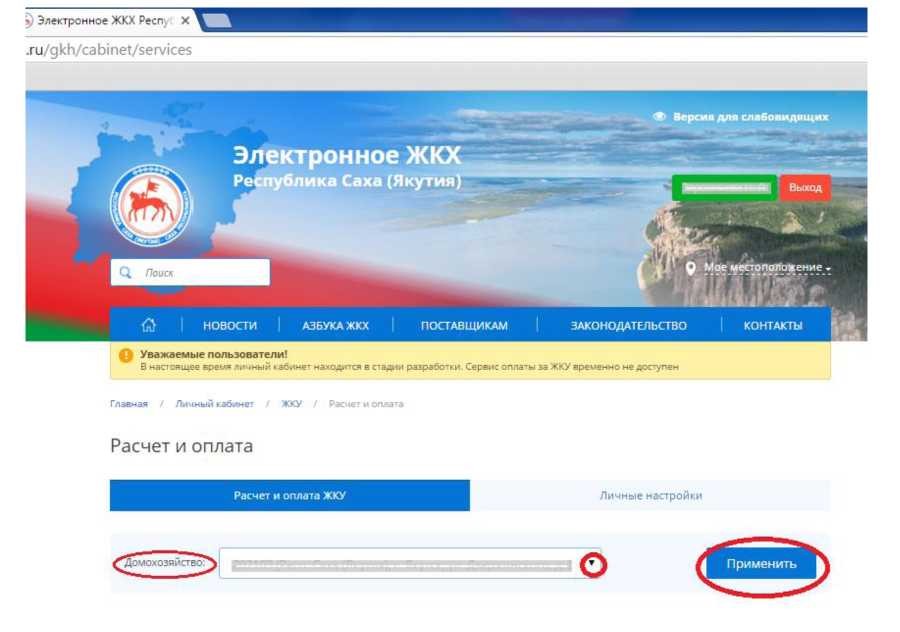 Электронное ЖКХ Респу
.ru/gkh/cabinet/services
Версия для слабовидящих
Электронное ЖКХ
Республика Саха (Якутия)
Выход
Поиск
Мое местоположение
НОВОСТИ АЗБУКА ЖКХ ПОСТАВЩИКАМ ЗАКОНОДАТЕЛЬСТВО КОНТАКТЫ
Уважаемые пользователи!
В настоящее время личный кабинет находится в стадии разработки. Сервис оплаты за ЖКУ временно не доступен
Главная / Личный кабинет / ЖКУ / Расчет и оплата
Расчет и оплата
Расчет и оплата ЖКУ Личные настройки
Домохозяйство: Применить